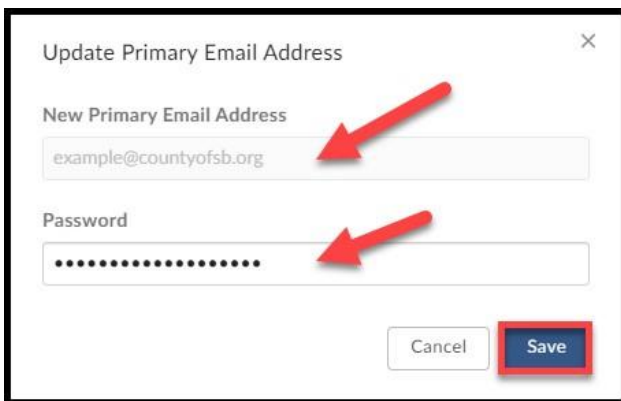 Update Primary Email Address
New Primary Email Address
example@countyofsb.org
Password
Cancel Save